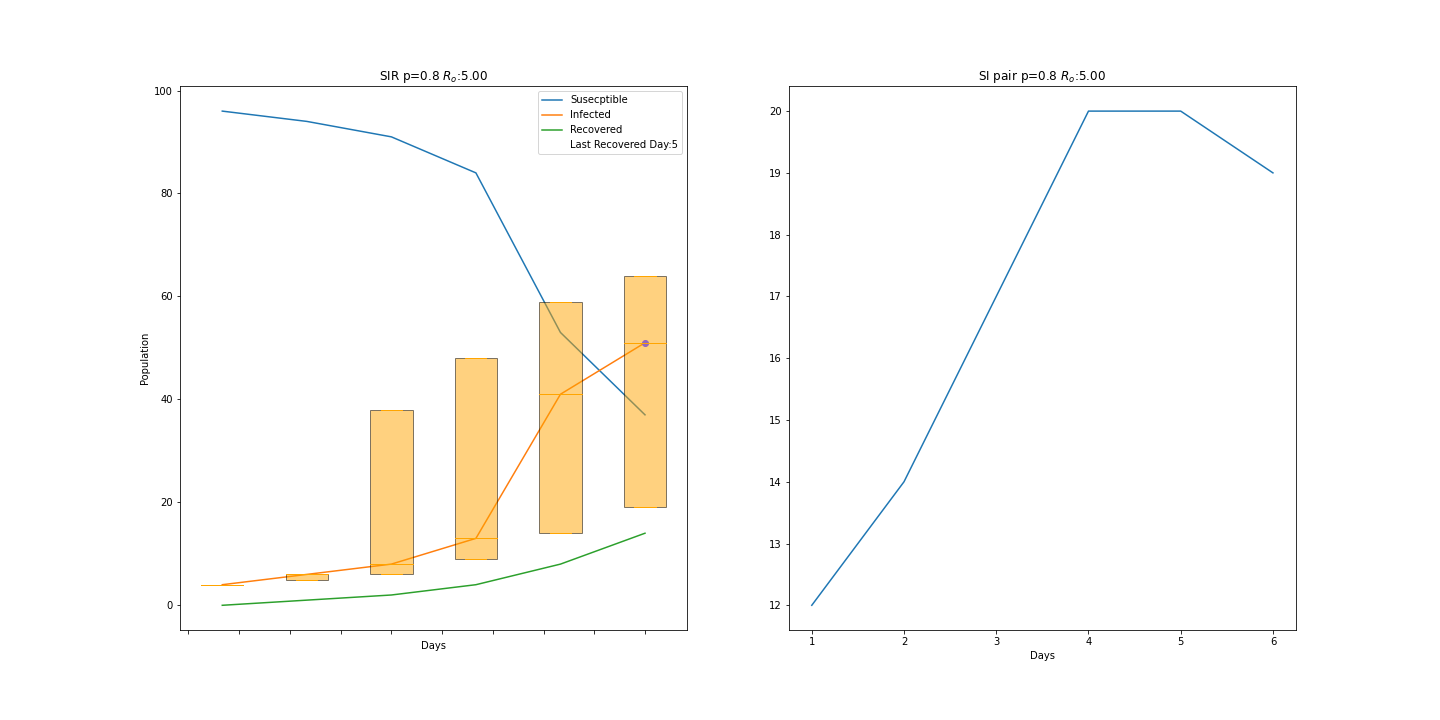 SIR p=0.8 Rₒ:5.00
100
80
60
40
20
0
Population
Susecptible
Infected
Recovered
Last Recovered Day:5
Days
SI pair p=0.8 Rₒ:5.00
20
19
18
17
16
15
14
13
12
1 2 3 4 5 6
Days